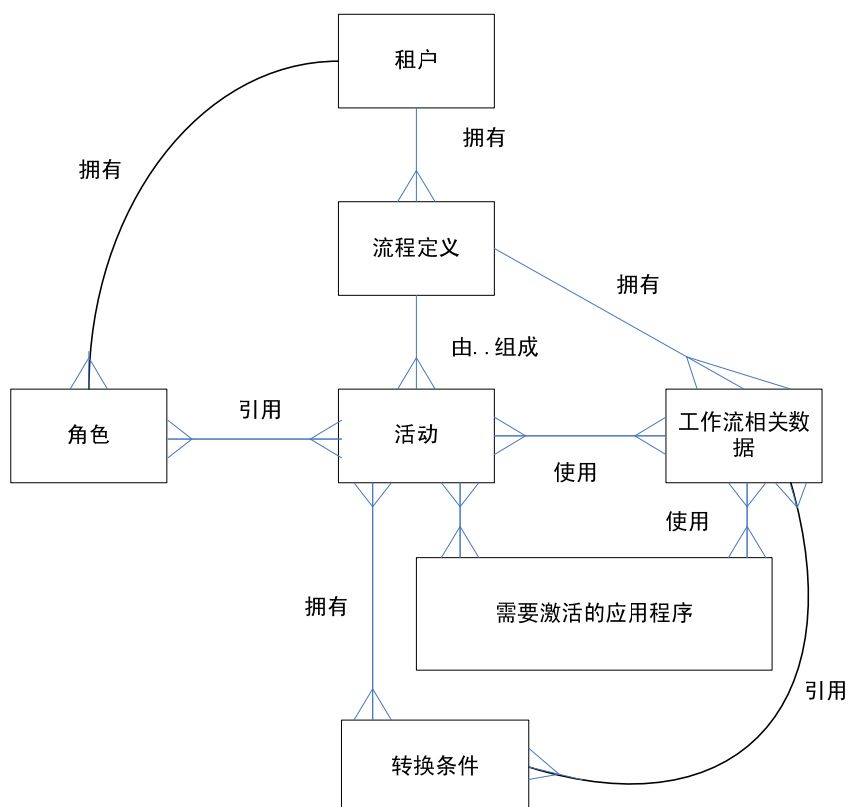 租户
拥有
拥有
流程定义
拥有
由..组成
角色
引用
活动
工作流相关数
据
使用
使用
需要激活的应用程序
拥有
引用
转换条件